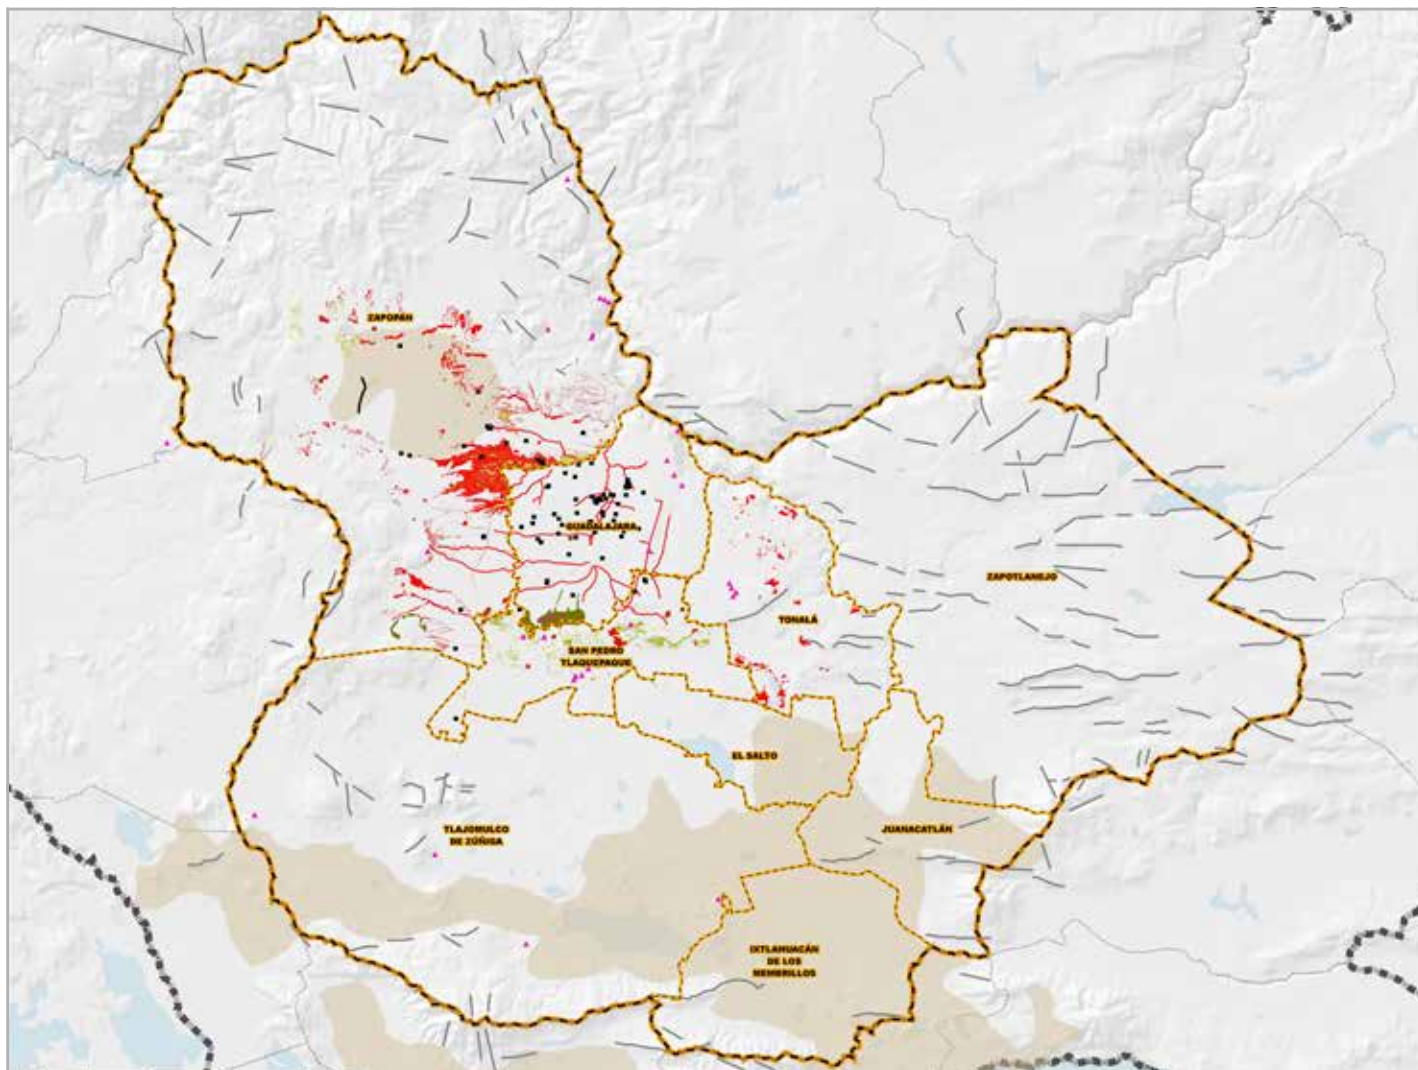 ZAPOPAN
GUADALAJARA
ZAPOTLANEJO
TONALÁ
SAN PEDRO
TLAQUEPAQUE
EL SALTO
TLAJOMULCO
DE ZÚÑIGA
JUANACATLÁN
IXTLAHUACÁN
DE LOS
MEMBRILLOS